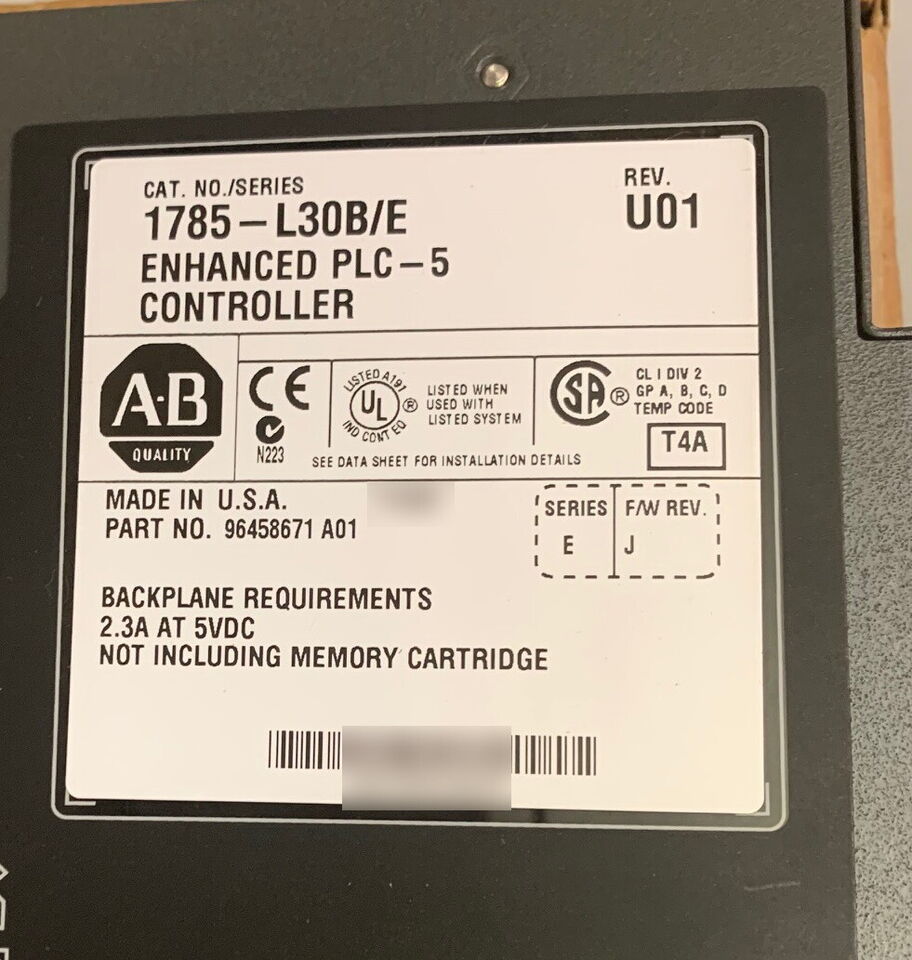 CAT. NO./SERIES
1785-L30B/E
ENHANCED PLC-5
CONTROLLER
REV.
U01
A·B
QUALITY
CE
N223
LISTED A191
UL
IND CONT EQ
®
LISTED WHEN
USED WITH
LISTED SYSTEM
SA
®
CL I DIV 2
GP A, B, C, D
TEMP CODE
T4A
SEE DATA SHEET FOR INSTALLATION DETAILS
MADE IN U.S.A.
PART NO. 96458671 A01
SERIES
E
F/W REV.
J
BACKPLANE REQUIREMENTS
2.3A AT 5VDC
NOT INCLUDING MEMORY CARTRIDGE